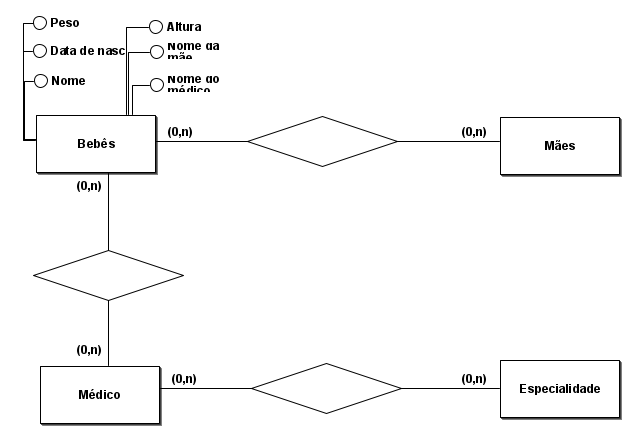 Peso
Altura
Data de nasc
Nome da
mãe
Nome
Nome do
médico
Bebês
(0,n)
(0,n)
Mães
(0,n)
(0,n)
Médico
(0,n)
(0,n)
Especialidade